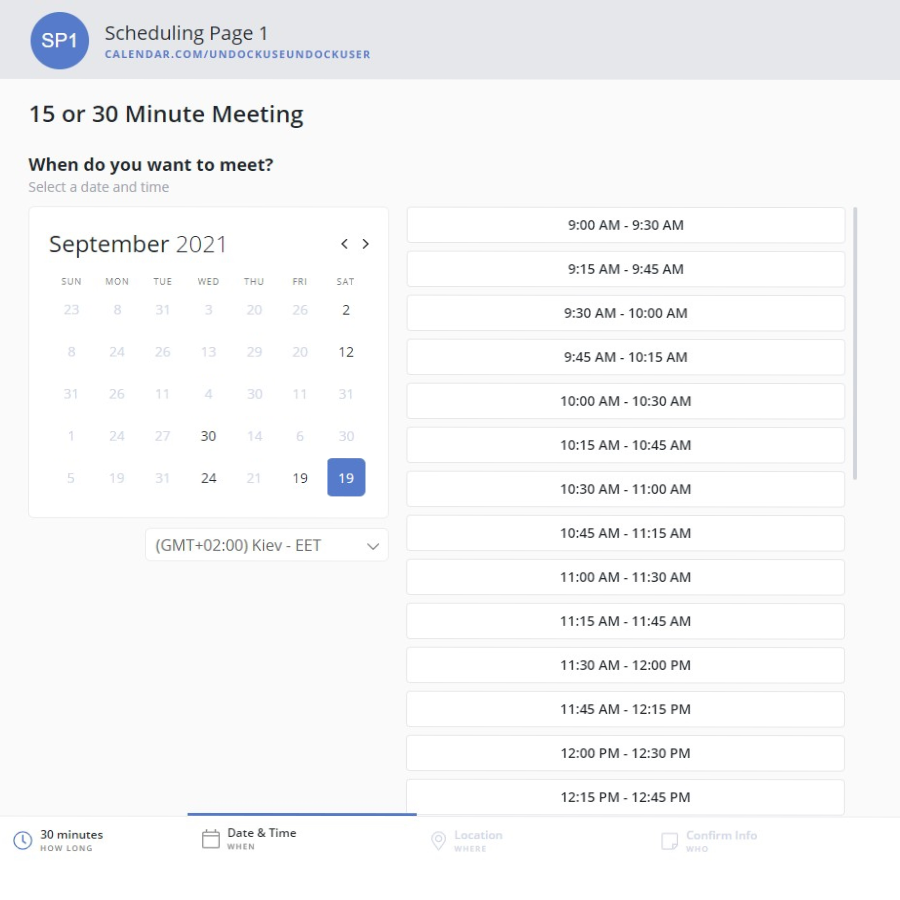 SP1
Scheduling Page 1
CALENDAR.COM/UNDOCKUSEUNDOCKUSER
15 or 30 Minute Meeting
When do you want to meet?
Select a date and time
September 2021
SUN MON TUE WED THU FRI SAT
23 8 31 3 20 26 2
8 24 26 13 29 20 12
31 26 11 4 30 11 31
1 24 27 30 14 6 30
5 19 31 24 21 19 19
(GMT+02:00) Kiev - EET
9:00 AM - 9:30 AM
9:15 AM - 9:45 AM
9:30 AM - 10:00 AM
9:45 AM - 10:15 AM
10:00 AM - 10:30 AM
10:15 AM - 10:45 AM
10:30 AM - 11:00 AM
10:45 AM - 11:15 AM
11:00 AM - 11:30 AM
11:15 AM - 11:45 AM
11:30 AM - 12:00 PM
11:45 AM - 12:15 PM
12:00 PM - 12:30 PM
12:15 PM - 12:45 PM
30 minutes
HOW LONG
Date & Time
WHEN
Location
WHERE
Confirm Info
WHO